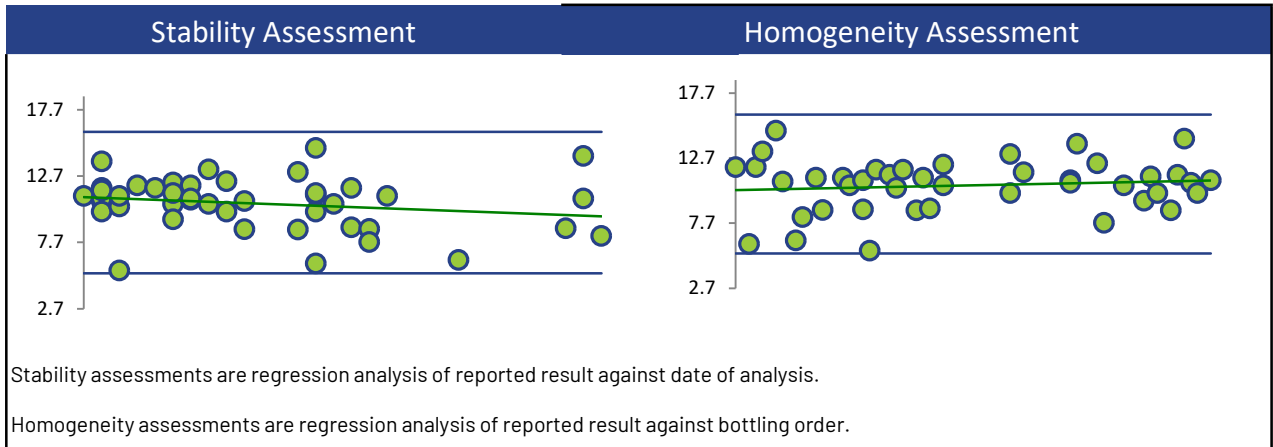 Stability Assessment
Homogeneity Assessment
17.7
12.7
7.7
2.7
17.7
12.7
7.7
2.7
Stability assessments are regression analysis of reported result against date of analysis.
Homogeneity assessments are regression analysis of reported result against bottling order.